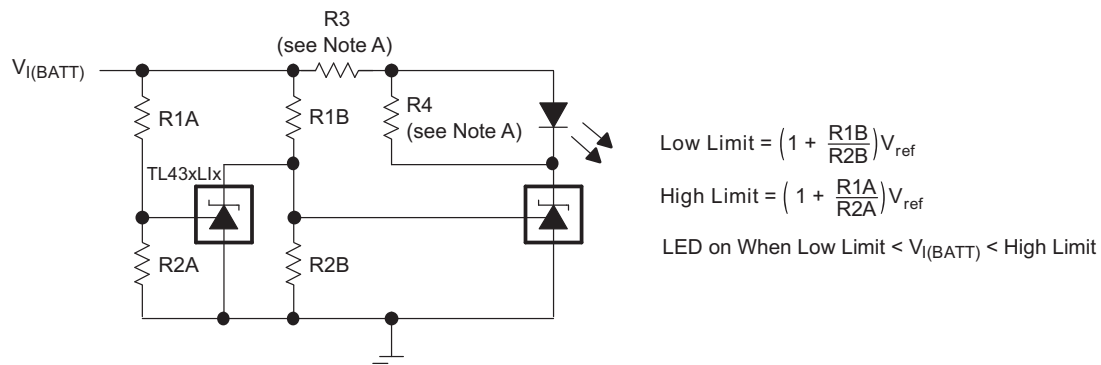 R3
(see Note A)
V_I(BATT)
R1A
R1B
R4
(see Note A)
TL43xLIx
R2A
R2B
Low Limit = (1 + R1B/R2B) V_ref
High Limit = (1 + R1A/R2A) V_ref
LED on When Low Limit < V_I(BATT) < High Limit